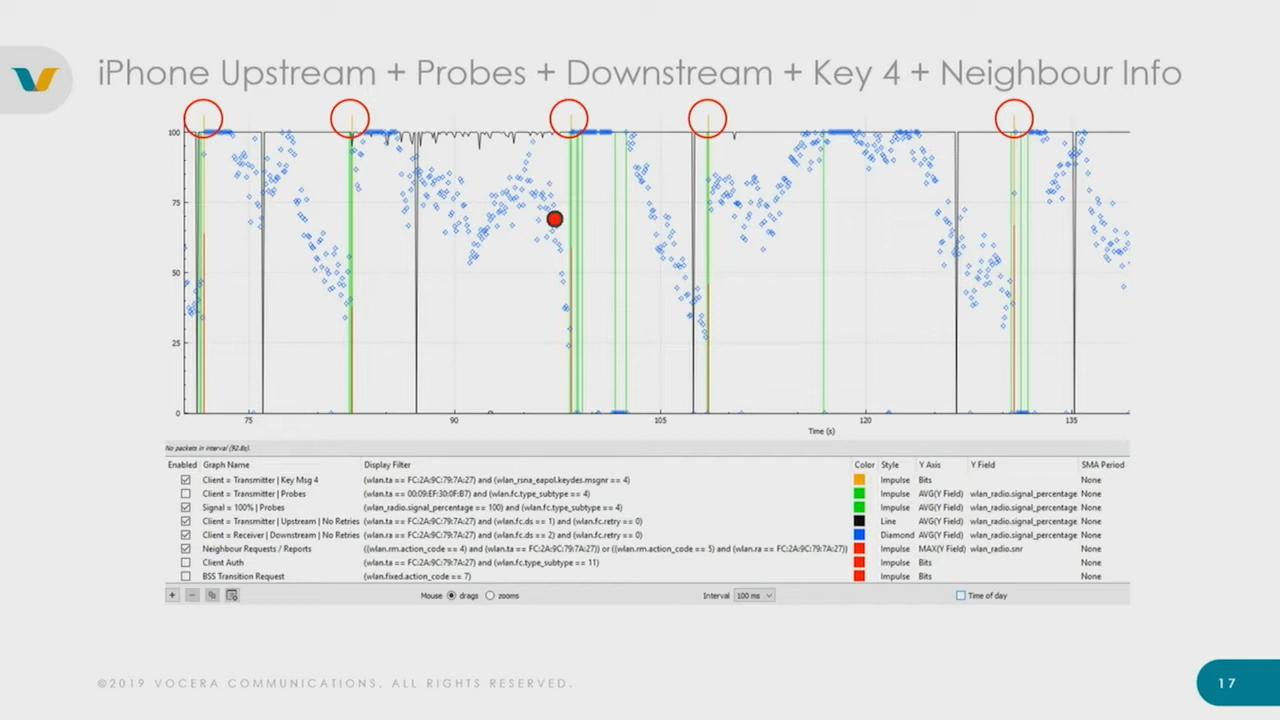 iPhone Upstream + Probes + Downstream + Key 4 + Neighbour Info
100
75
50
25
0
75 90 105 120 135
Time (s)
No packets in interval (92.8s).
Enabled Graph Name Display Filter Color Style Y Axis Y Field SMA Period
Client = Transmitter | Key Msg 4 (wlan.ta == FC:2A:9C:79:7A:27) and (wlan_rsna_eapol.keydes.msgnr == 4) Impulse Bits None
Client = Transmitter | Probes (wlan.ta == 00:09:EF:30:0F:B7) and (wlan.fc.type_subtype == 4) Impulse AVG(Y Field) wlan_radio.signal_percentage None
Signal = 100% | Probes (wlan_radio.signal_percentage == 100) and (wlan.fc.type_subtype == 4) Impulse AVG(Y Field) wlan_radio.signal_percentage None
Client = Transmitter | Upstream | No Retries (wlan.ta == FC:2A:9C:79:7A:27) and (wlan.fc.ds == 1) and (wlan.fc.retry == 0) Line AVG(Y Field) wlan_radio.signal_percentage None
Client = Receiver | Downstream | No Retries (wlan.ra == FC:2A:9C:79:7A:27) and (wlan.fc.ds == 2) and (wlan.fc.retry == 0) Diamond AVG(Y Field) wlan_radio.signal_percentage None
Neighbour Requests / Reports ((wlan.rm.action_code == 4) and (wlan.ta == FC:2A:9C:79:7A:27)) or ((wlan.rm.action_code == 5) and (wlan.ra == FC:2A:9C:79:7A:27)) Impulse MAX(Y Field) wlan_radio.snr None
Client Auth (wlan.ta == FC:2A:9C:79:7A:27) and (wlan.fc.type_subtype == 11) Impulse Bits None
BSS Transition Request (wlan.fixed.action_code == 7) Impulse Bits None
+ − Mouse drags zooms Interval 100 ms Time of day
©2019 VOCERA COMMUNICATIONS. ALL RIGHTS RESERVED.
17